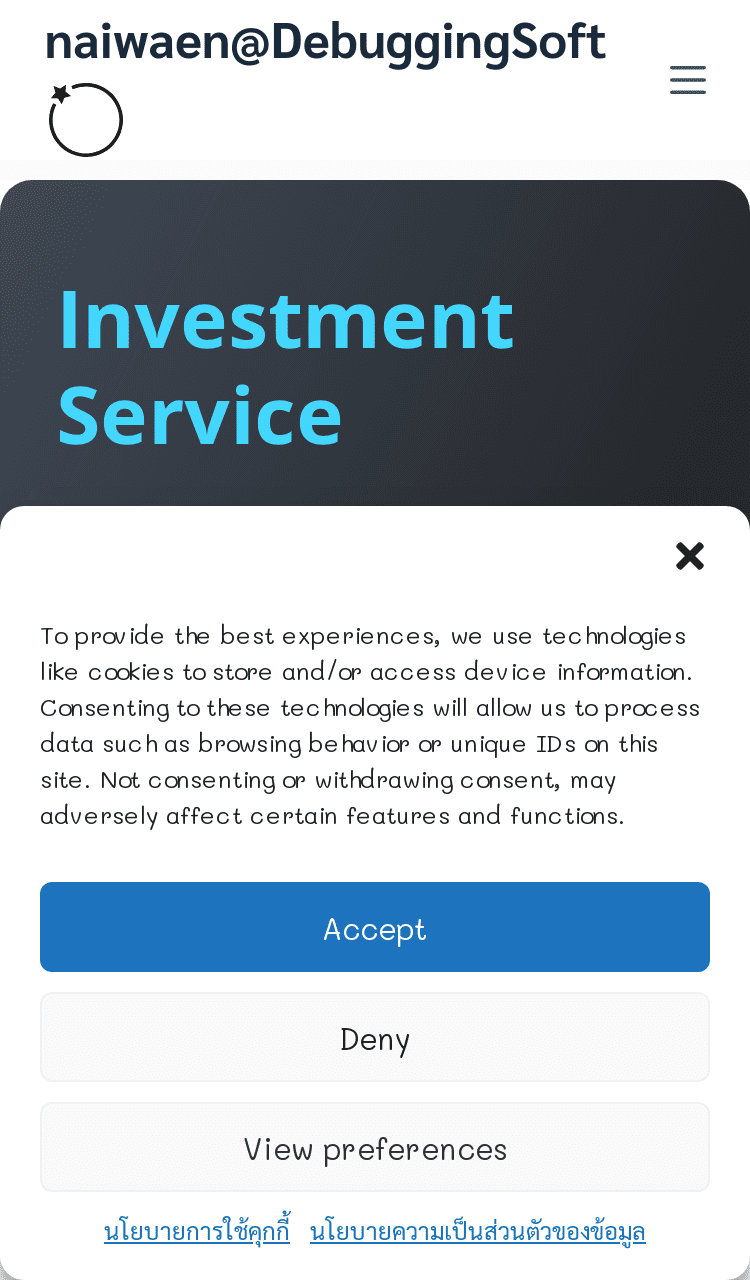 naiwaen@DebuggingSoft
Investment
Service
To provide the best experiences, we use technologies
like cookies to store and/or access device information.
Consenting to these technologies will allow us to process
data such as browsing behavior or unique IDs on this
site. Not consenting or withdrawing consent, may
adversely affect certain features and functions.
Accept
Deny
View preferences
นโยบายการใช้คุกกี้ นโยบายความเป็นส่วนตัวของข้อมูล